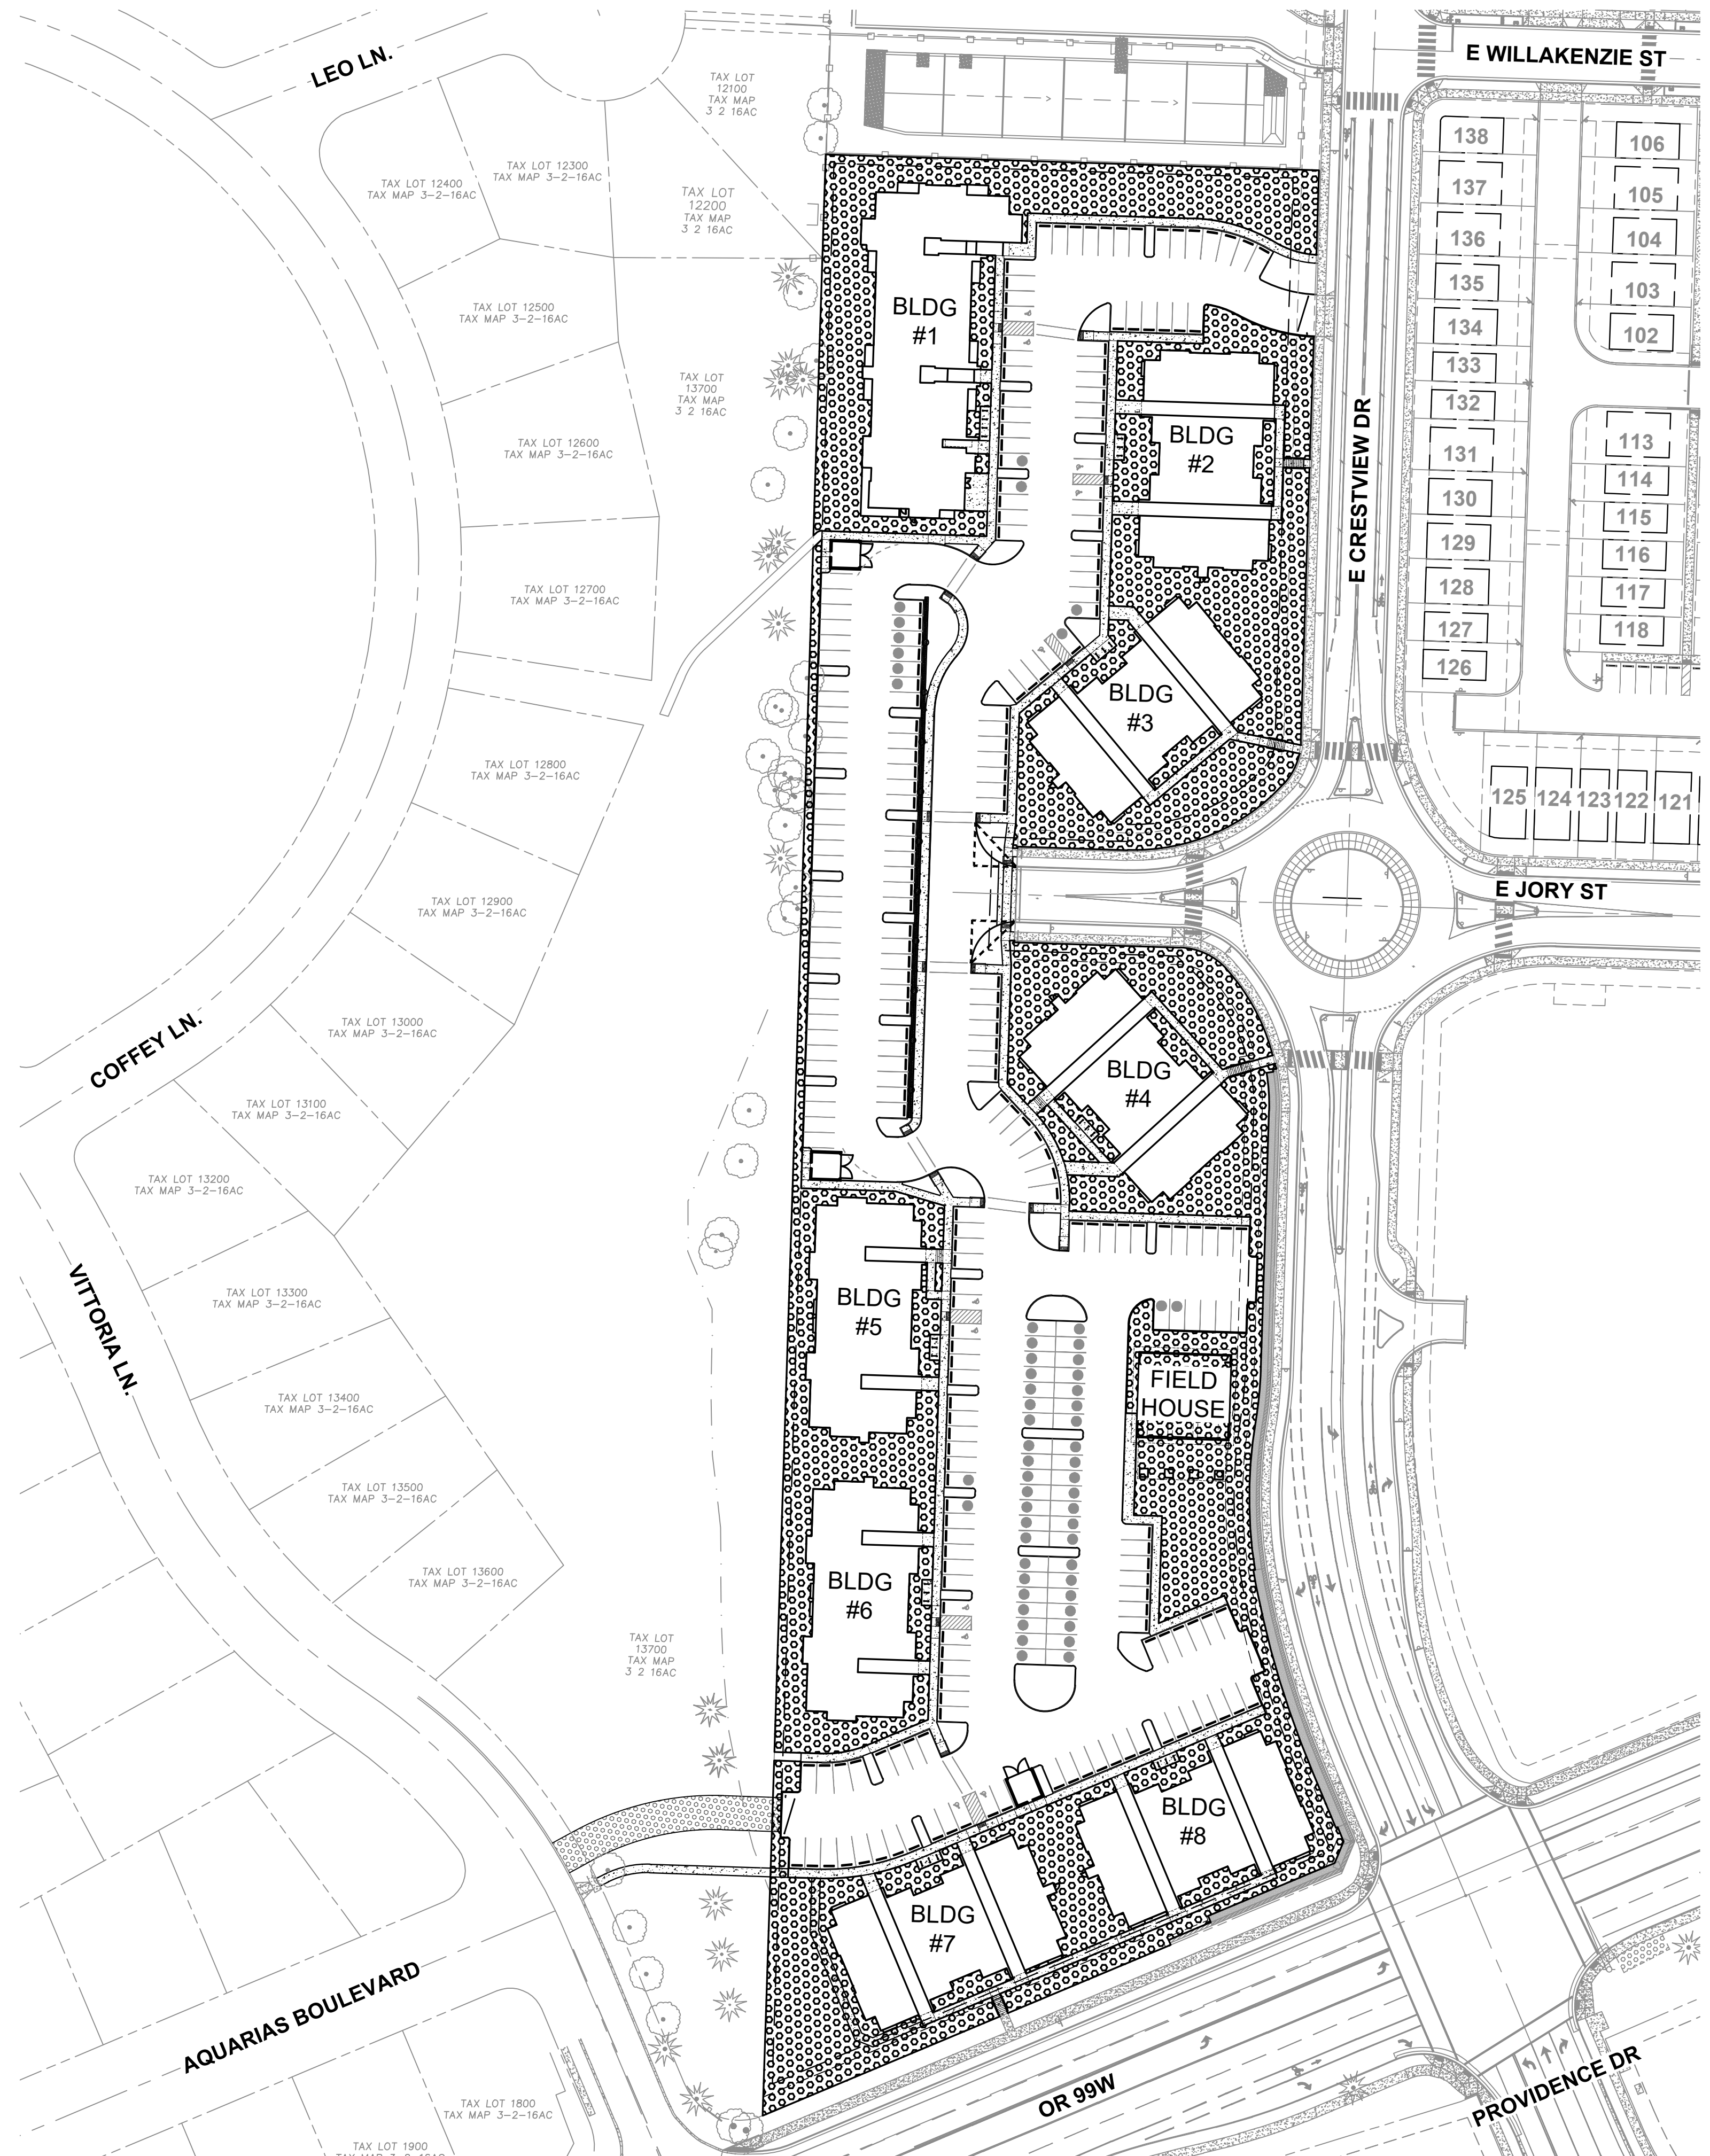 LEO LN.
E WILLAKENZIE ST
TAX LOT
12100
TAX MAP
3 2 16AC
TAX LOT 12300
TAX MAP 3-2-16AC
TAX LOT 12400
TAX MAP 3-2-16AC
TAX LOT
12200
TAX MAP
3 2 16AC
TAX LOT 12500
TAX MAP 3-2-16AC
TAX LOT
13700
TAX MAP
3 2 16AC
TAX LOT 12600
TAX MAP 3-2-16AC
TAX LOT 12700
TAX MAP 3-2-16AC
TAX LOT 12800
TAX MAP 3-2-16AC
TAX LOT 12900
TAX MAP 3-2-16AC
TAX LOT 13000
TAX MAP 3-2-16AC
COFFEY LN.
TAX LOT 13100
TAX MAP 3-2-16AC
TAX LOT 13200
TAX MAP 3-2-16AC
TAX LOT 13300
TAX MAP 3-2-16AC
VITTORIA LN.
TAX LOT 13400
TAX MAP 3-2-16AC
TAX LOT 13500
TAX MAP 3-2-16AC
TAX LOT 13600
TAX MAP 3-2-16AC
TAX LOT
13700
TAX MAP
3 2 16AC
BLDG
#1
BLDG
#2
BLDG
#3
BLDG
#4
BLDG
#5
FIELD
HOUSE
BLDG
#6
BLDG
#7
BLDG
#8
E CRESTVIEW DR
138
137
136
135
134
133
132
131
130
129
128
127
126
106
105
104
103
102
113
114
115
116
117
118
125 124 123 122 121
E JORY ST
AQUARIAS BOULEVARD
OR 99W
PROVIDENCE DR
TAX LOT 1800
TAX MAP 3-2-16AC
TAX LOT 1900
TAX MAP 3-2-16AC